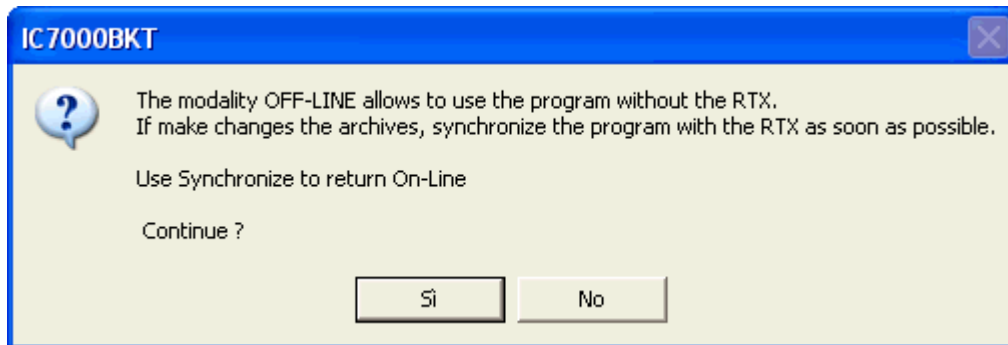 IC7000BKT
The modality OFF-LINE allows to use the program without the RTX.
If make changes the archives, synchronize the program with the RTX as soon as possible.
Use Synchronize to return On-Line
Continue ?
Sì
No